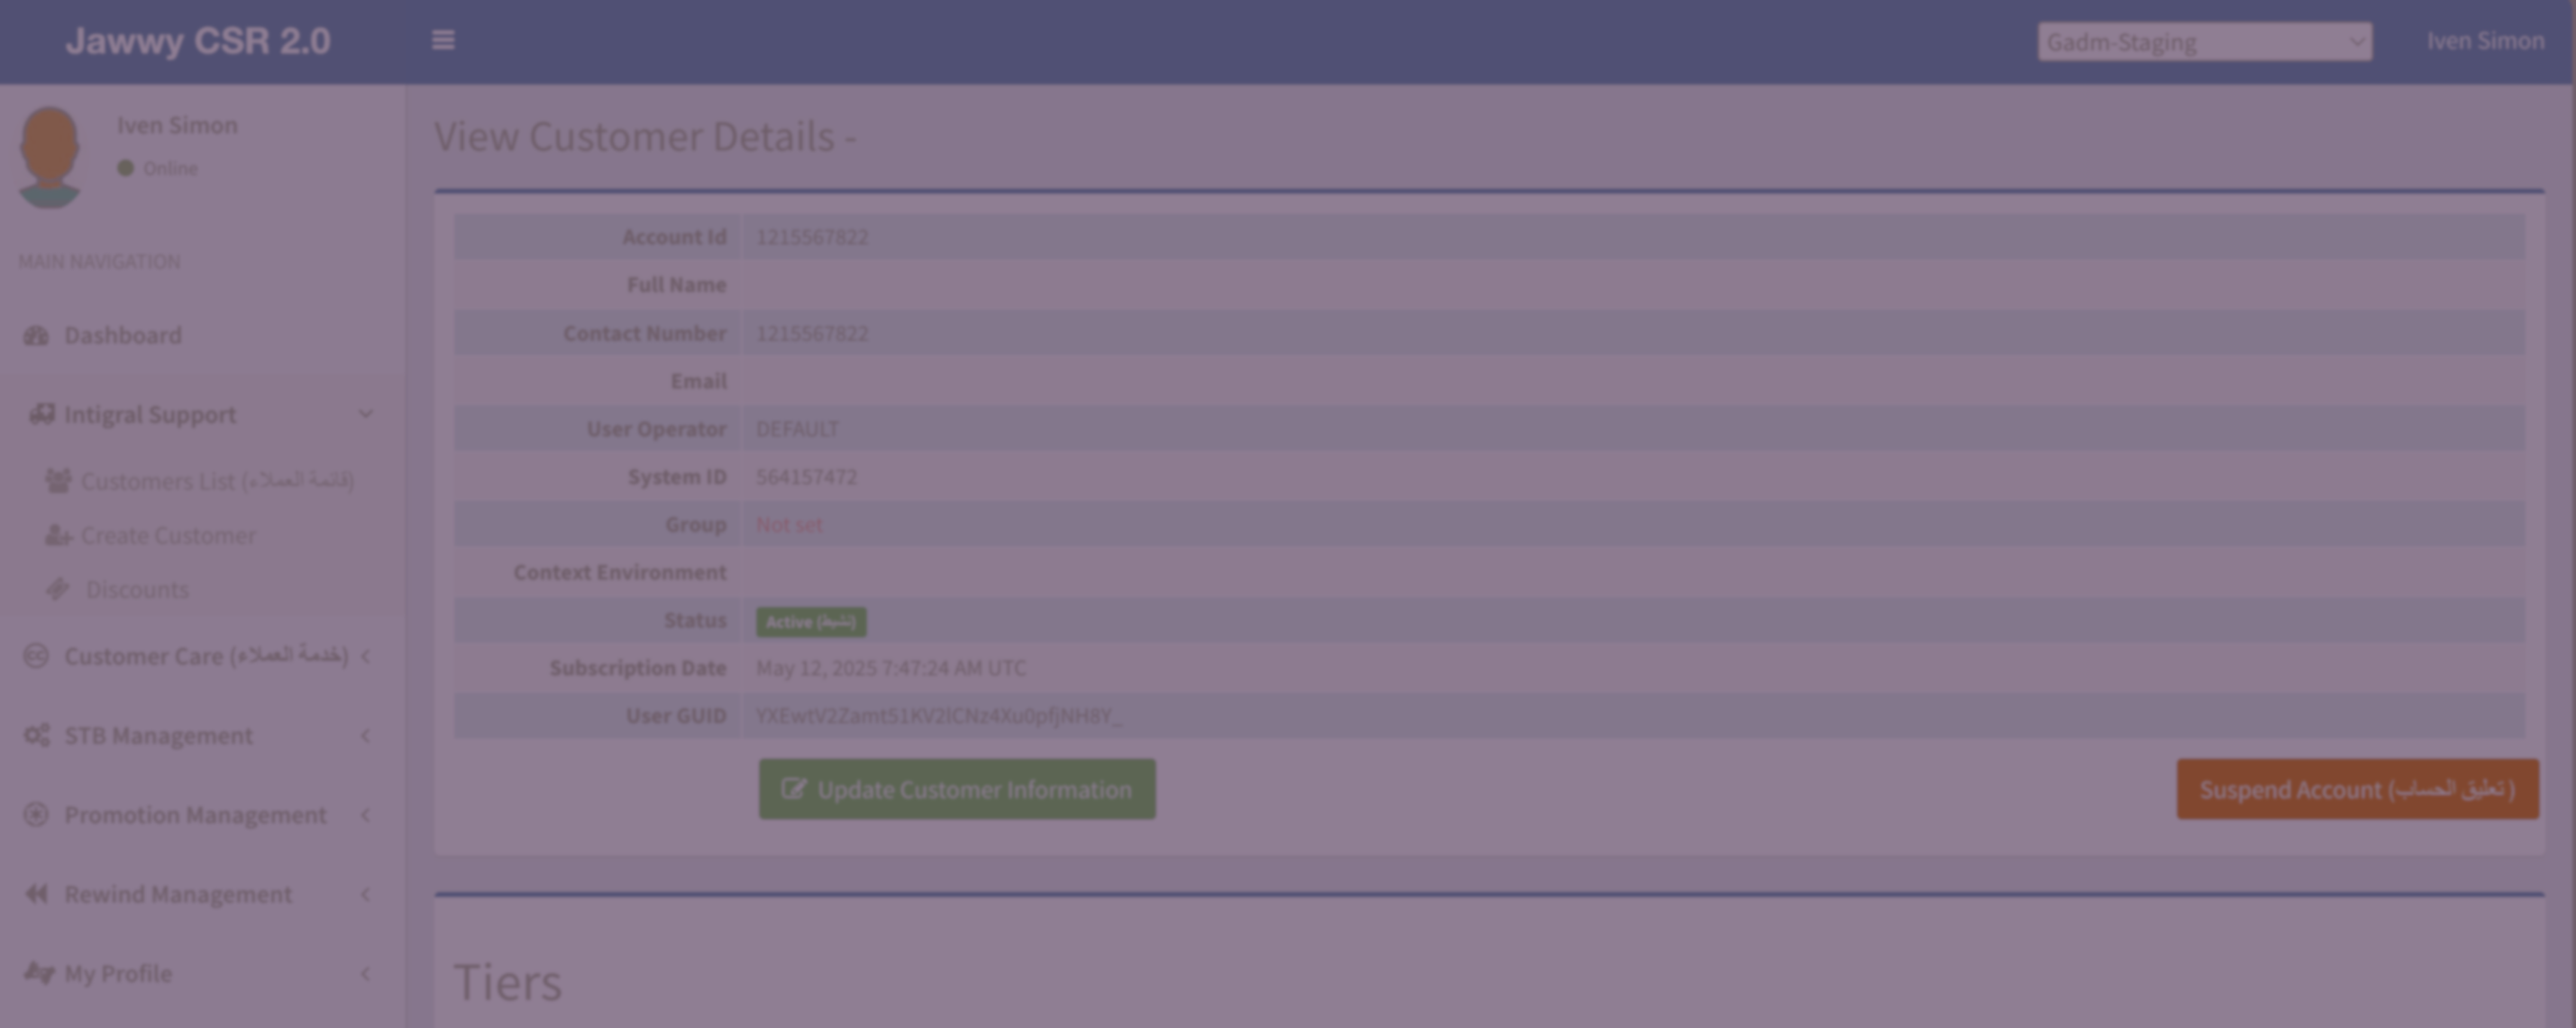 Jawwy CSR 2.0
Gadm-Staging
Iven Simon
Iven Simon
Online
MAIN NAVIGATION
Dashboard
Intigral Support
Customers List (قائمة العملاء)
Create Customer
Discounts
Customer Care (خدمة العملاء)
STB Management
Promotion Management
Rewind Management
My Profile
View Customer Details -
Account Id 1215567822
Full Name
Contact Number 1215567822
Email
User Operator DEFAULT
System ID 564157472
Group Not set
Context Environment
Status Active (نشيط)
Subscription Date May 12, 2025 7:47:24 AM UTC
User GUID
Update Customer Information
Suspend Account (تعليق الحساب )
Tiers